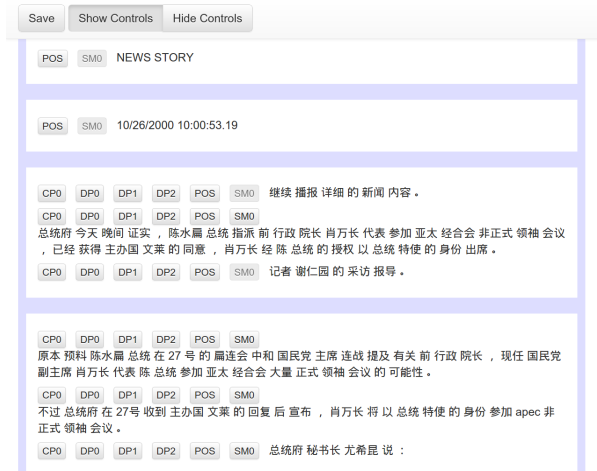 Save Show Controls Hide Controls
POS SM0 NEWS STORY
POS SM0 10/26/2000 10:00:53.19
CP0 DP0 DP1 DP2 POS SM0 继续 播报 详细 的 新闻 内容 。
CP0 DP0 DP1 DP2 POS SM0
总统府 今天 晚间 证实 ， 陈水扁 总统 指派 前 行政 院长 肖万长 代表 参加 亚太 经合会 非正式 领袖 会议
， 已经 获得 主办国 文莱 的 同意 ， 肖万长 经 陈 总统 的 授权 以 总统 特使 的 身份 出席 。
CP0 DP0 DP1 DP2 POS SM0 记者 谢仁园 的 采访 报导 。
CP0 DP0 DP1 DP2 POS SM0
原本 预料 陈水扁 总统 在 27 号 的 扁连会 中和 国民党 主席 连战 提及 有关 前 行政 院长 ， 现任 国民党
副主席 肖万长 代表 陈 总统 参加 亚太 经合会 大量 正式 领袖 会议 的 可能性 。
CP0 DP0 DP1 DP2 POS SM0
不过 总统府 在 27号 收到 主办国 文莱 的 回复 后 宣布 ， 肖万长 将 以 总统 特使 的 身份 参加 apec 非
正式 领袖 会议 。
CP0 DP0 DP1 DP2 POS SM0 总统府 秘书长 尤希昆 说 ：